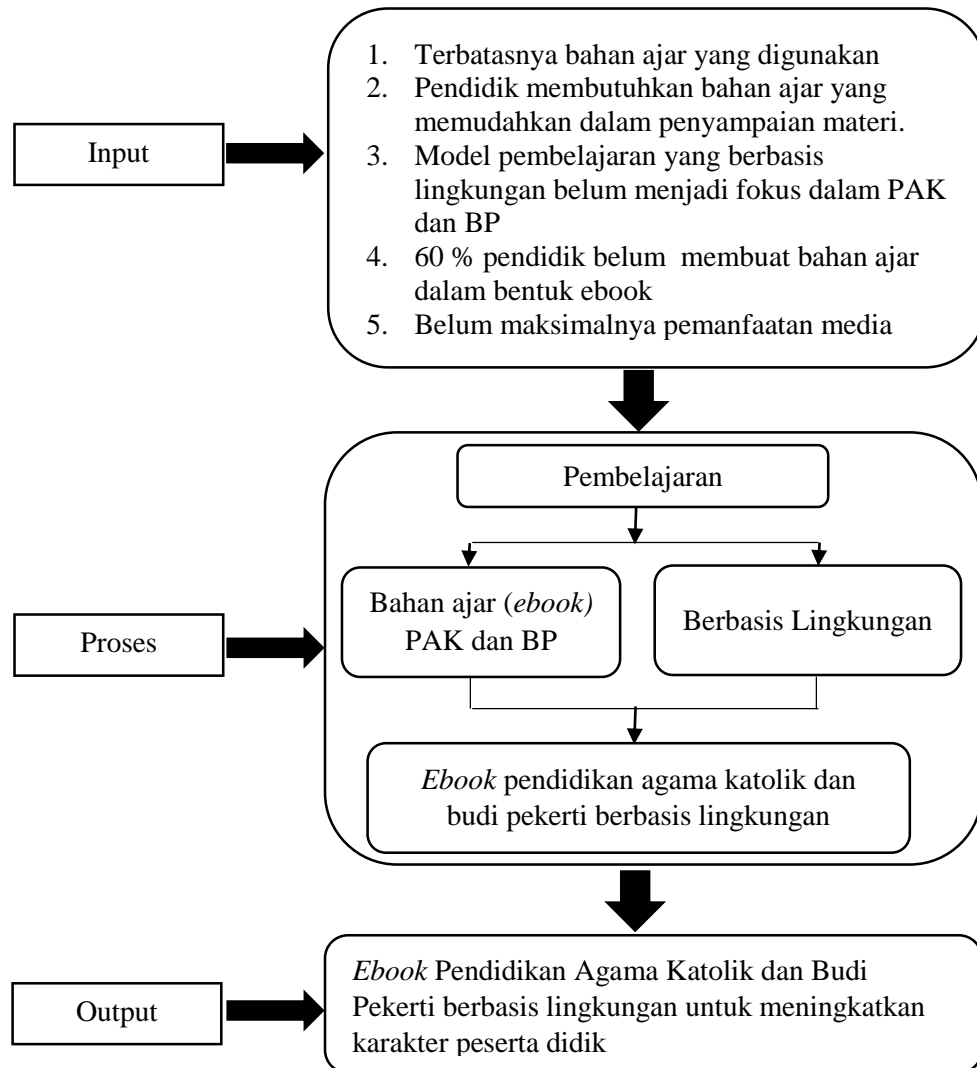 1. Terbatasnya bahan ajar yang digunakan
2. Pendidik membutuhkan bahan ajar yang
memudahkan dalam penyampaian materi.
Input
3. Model pembelajaran yang berbasis
lingkungan belum menjadi fokus dalam PAK
dan BP
4. 60 % pendidik belum membuat bahan ajar
dalam bentuk ebook
5. Belum maksimalnya pemanfaatan media
Pembelajaran
Proses
Bahan ajar (ebook)
PAK dan BP
Berbasis Lingkungan
Ebook pendidikan agama katolik dan
budi pekerti berbasis lingkungan
Output
Ebook Pendidikan Agama Katolik dan Budi
Pekerti berbasis lingkungan untuk meningkatkan
karakter peserta didik